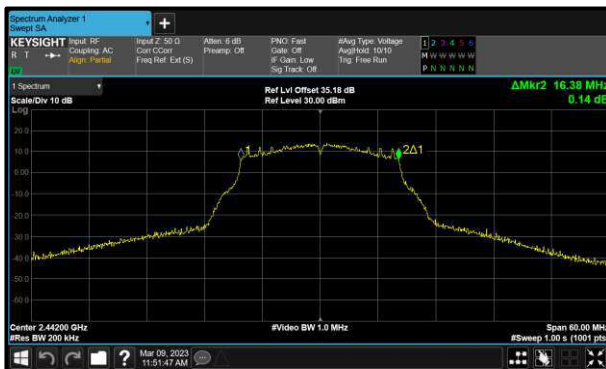 Spectrum Analyzer 1
Swept SA
KEYSIGHT
R T
Input: RF
Coupling: AC
Align: Partial
Input Z: 50 Ω
Corr CCorr
Freq Ref: Ext (S)
Atten: 6 dB
Preamp: Off
PNO: Fast
Gate: Off
IF Gain: Low
Sig Track: Off
#Avg Type: Voltage
Avg|Hold: 10/10
Trig: Free Run
1 2 3 4 5 6
M W W W W W
P N N N N N
1 Spectrum
Scale/Div 10 dB
Log
Ref Lvl Offset 35.18 dB
Ref Level 30.00 dBm
ΔMkr2 16.38 MHz
0.14 dB
20.0
10.0
0.00
-10.0
-20.0
-30.0
-40.0
-50.0
-60.0
1
2Δ1
Center 2.44200 GHz
#Res BW 200 kHz
#Video BW 1.0 MHz
Span 60.00 MHz
#Sweep 1.00 s (1001 pts)
Mar 09, 2023
11:51:47 AM